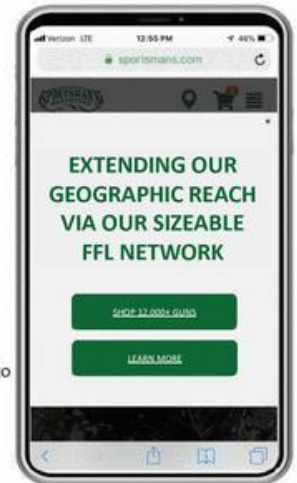 Verizon LTE 12:55 PM 46%
sportsmans.com
SPORTSMAN'S
EXTENDING OUR
GEOGRAPHIC REACH
VIA OUR SIZEABLE
FFL NETWORK
SHOP 12,000+ GUNS
LEARN MORE